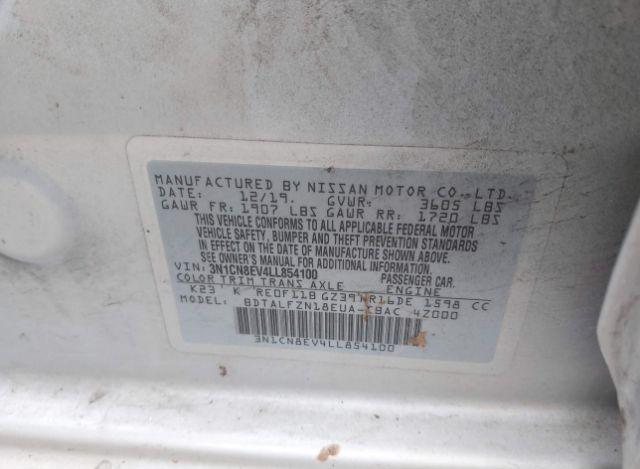 MANUFACTURED BY NISSAN MOTOR CO.,LTD.
DATE: 12/19. GVWR: 3605 LBS
GAWR FR: 1907 LBS GAWR RR: 1720 LBS
THIS VEHICLE CONFORMS TO ALL APPLICABLE FEDERAL MOTOR
VEHICLE SAFETY, BUMPER AND THEFT PREVENTION STANDARDS
IN EFFECT ON THE DATE OF MANUFACTURE SHOWN ABOVE.
SEE OWNER'S MANUAL FOR ADDITIONAL INFORMATION.
VIN: 3N1CN8EV4LL854100 PASSENGER CAR.
COLOR TRIM TRANS AXLE ENGINE
K23 K RE0F11B GZ39 HR16DE 1598 CC
MODEL: BDTALFZN18EUA-CBAC 4Z000
3N1CN8EV4LL854100